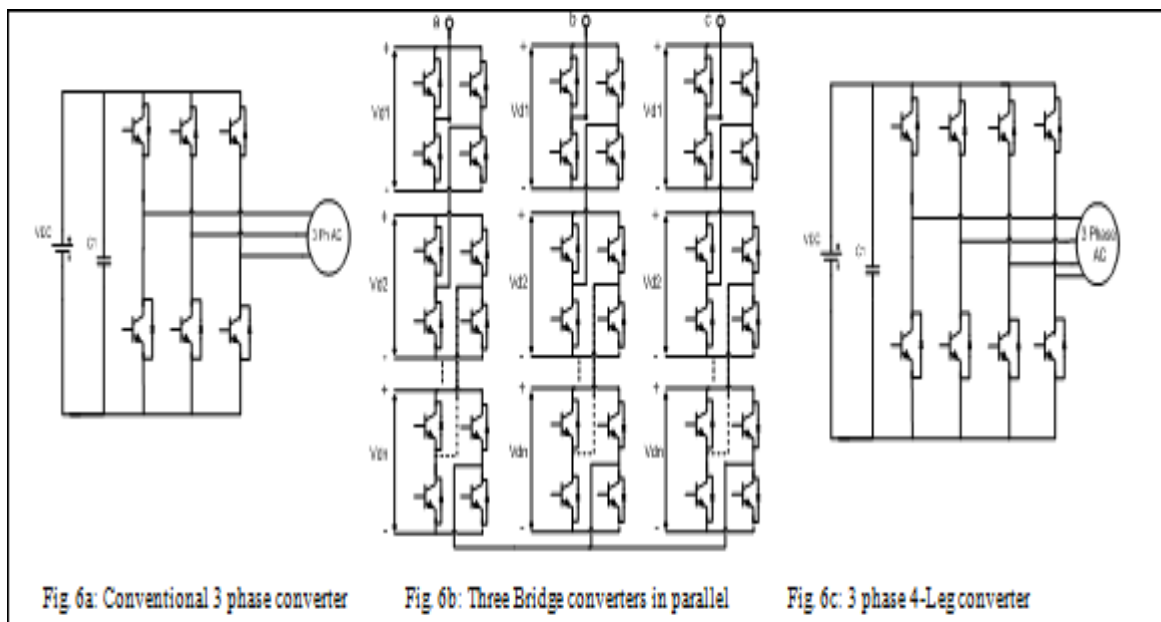 a b c
+ + +
Vd1 Vd1 Vd1
- - -
VDC C1 3 Ph AC
+ + +
Vd2 Vd2 Vd2
- - -
+ + +
Vdn Vdn Vdn
- - -
VDC C1 3 Phase
AC
Fig. 6a: Conventional 3 phase converter
Fig. 6b: Three Bridge converters in parallel
Fig. 6c: 3 phase 4-Leg converter